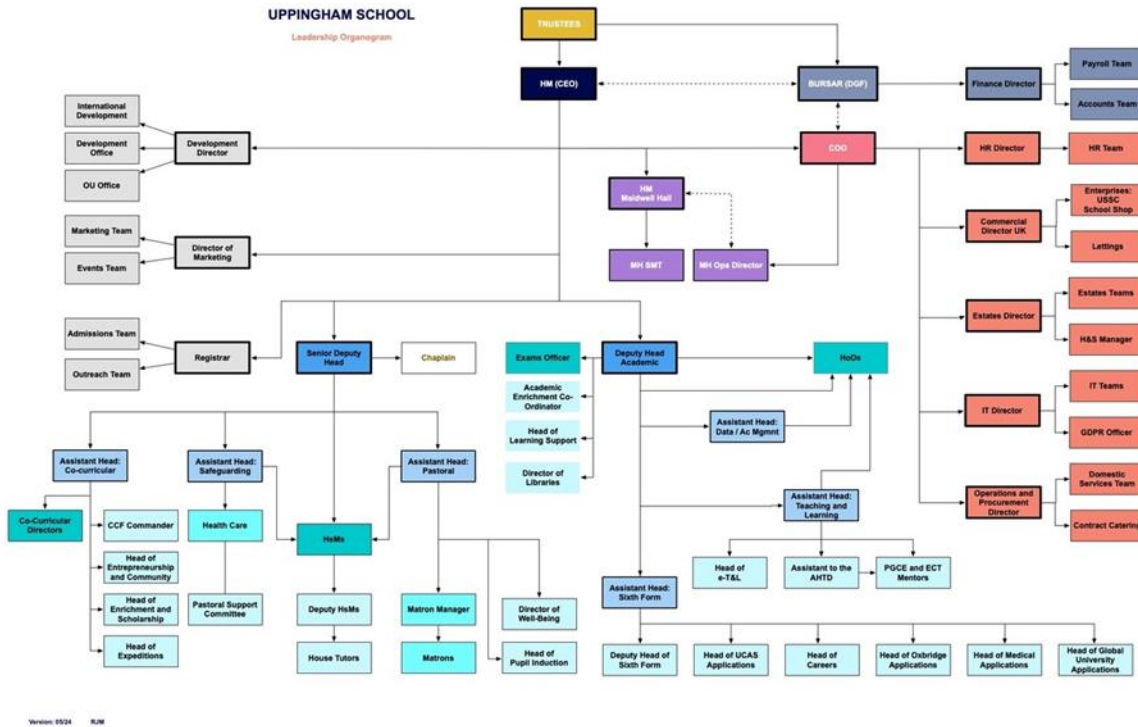 UPPINGHAM SCHOOL
Leadership Organogram
TRUSTEES
HM (CEO)
BURSAR (DGF)
Finance Director
Payroll Team
Accounts Team
International
Development
Development
Office
OU Office
Development
Director
COO
HR Director
HR Team
HM
Maidwell Hall
MH SMT
MH Ops Director
Commercial
Director UK
Enterprises:
USSC
School Shop
Lettings
Marketing Team
Events Team
Director of
Marketing
Estates Director
Estates Teams
H&S Manager
Admissions Team
Outreach Team
Registrar
Senior Deputy
Head
Chaplain
Exams Officer
Deputy Head
Academic
HoDs
IT Director
IT Teams
GDPR Officer
Academic
Enrichment Co-
Ordinator
Head of
Learning Support
Director of
Libraries
Assistant Head:
Data / Ac Mgmnt
Assistant Head:
Co-curricular
Assistant Head:
Safeguarding
Assistant Head:
Pastoral
Assistant Head:
Teaching and
Learning
Operations and
Procurement
Director
Domestic
Services Team
Contract Catering
Co-Curricular
Directors
CCF Commander
Health Care
HsMs
Head of
Entrepreneurship
and Community
Head of
e-T&L
Assistant to the
AHTD
PGCE and ECT
Mentors
Assistant Head:
Sixth Form
Head of
Enrichment and
Scholarship
Pastoral Support
Committee
Deputy HsMs
Matron Manager
Director of
Well-Being
Head of
Expeditions
House Tutors
Matrons
Head of
Pupil Induction
Deputy Head of
Sixth Form
Head of UCAS
Applications
Head of
Careers
Head of Oxbridge
Applications
Head of Medical
Applications
Head of Global
University
Applications
Version: 05/24 RJM